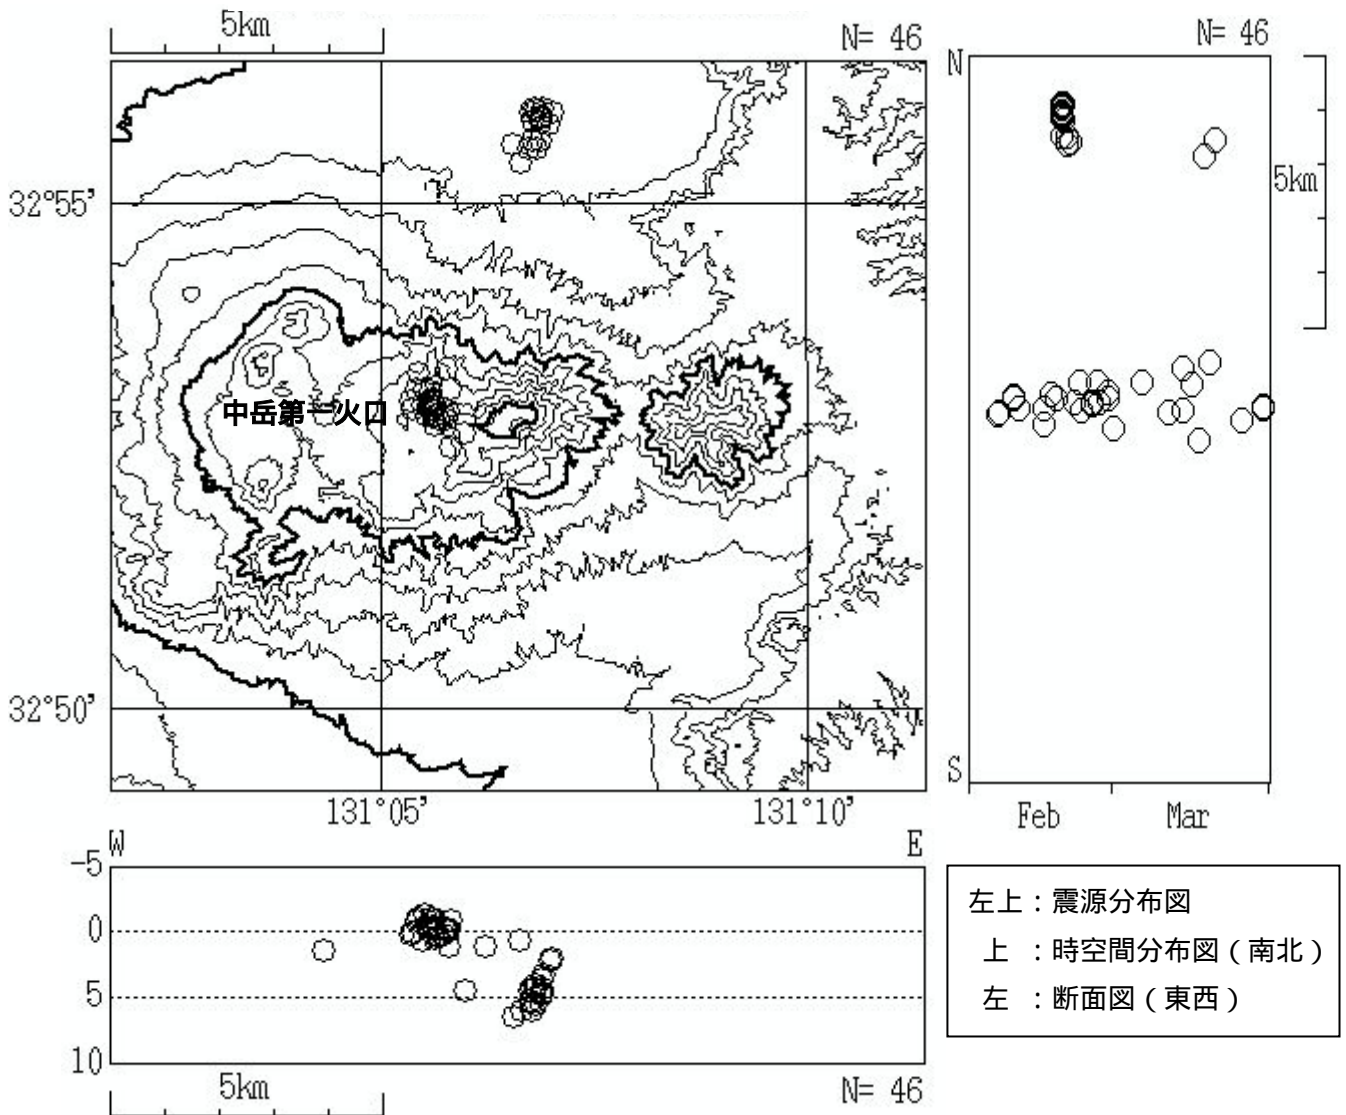 5km
N= 46
N= 46
N
5km
32°55'
中岳第一火口
32°50'
S
131°05'
131°10'
Feb
Mar
W
E
-5
0
5
10
左上：震源分布図
上 ：時空間分布図（南北）
左 ：断面図（東西）
5km
N= 46